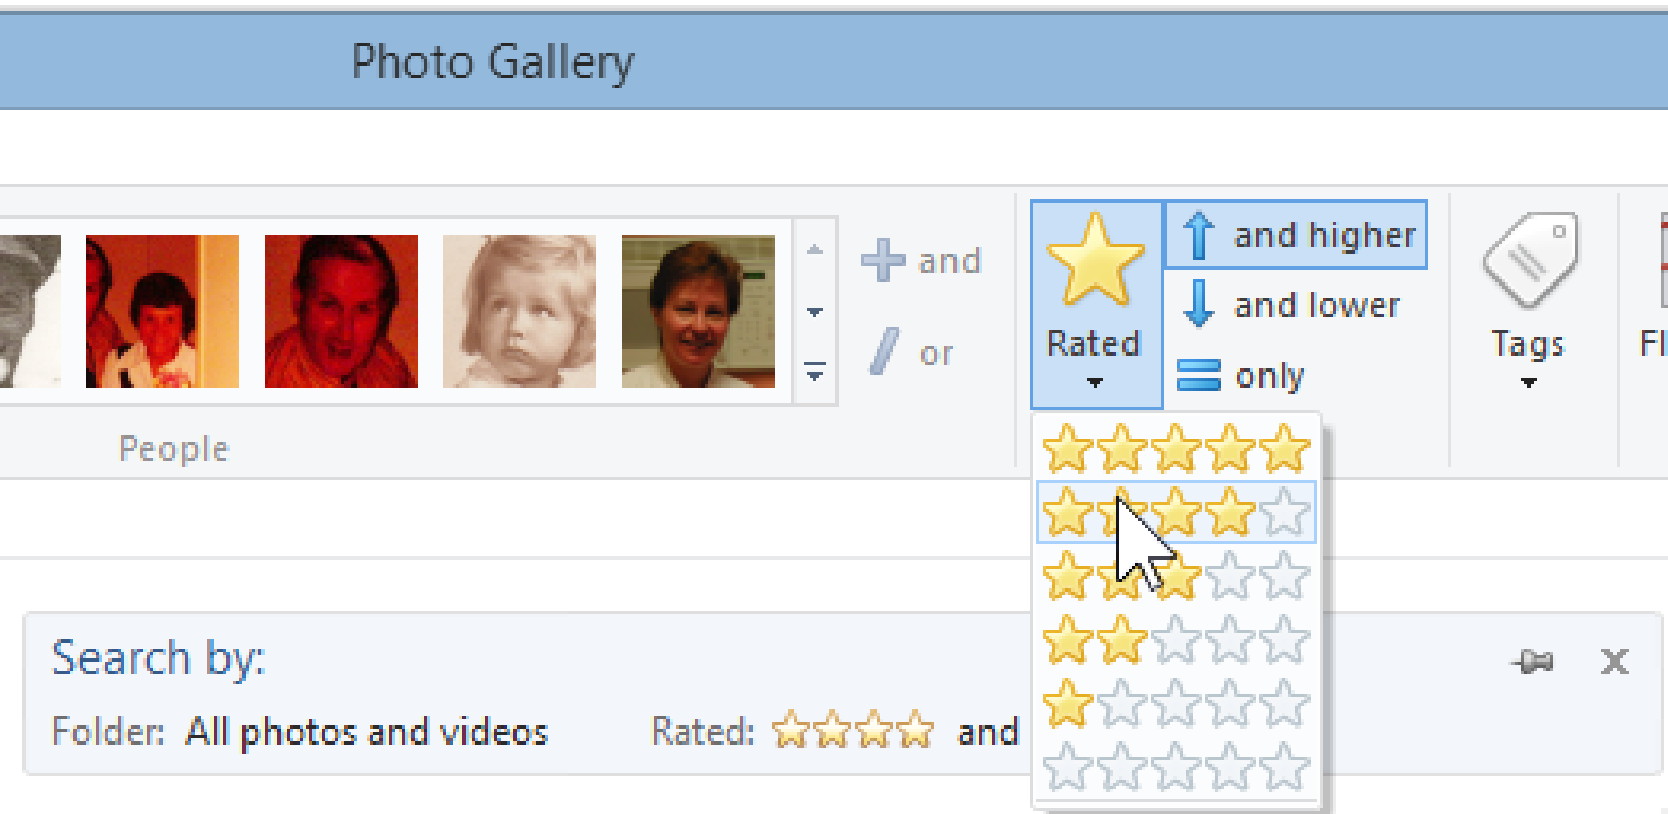 Photo Gallery
and
or
Rated
and higher
and lower
only
Tags
People
Search by:
Folder: All photos and videos Rated: and